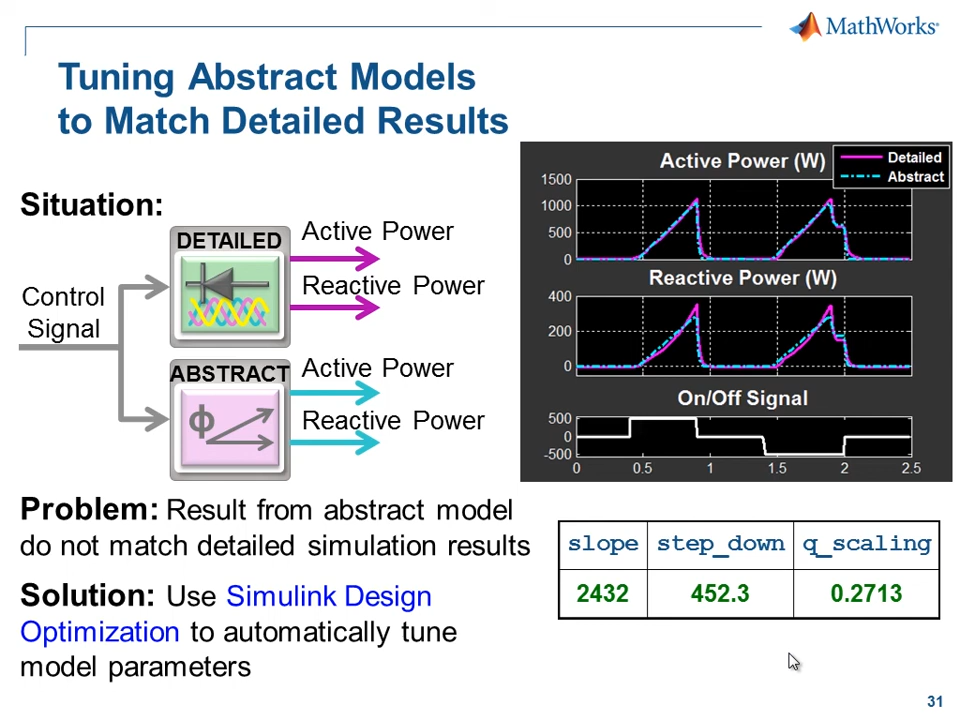 MathWorks®
Tuning Abstract Models
to Match Detailed Results
Situation:
Control
Signal
DETAILED
Active Power
Reactive Power
ABSTRACT
ϕ
Active Power
Reactive Power
Active Power (W)
Detailed
Abstract
1500
1000
500
0
Reactive Power (W)
400
200
0
On/Off Signal
500
0
-500
0 0.5 1 1.5 2 2.5
Problem: Result from abstract model
do not match detailed simulation results
Solution: Use Simulink Design
Optimization to automatically tune
model parameters
slope step_down q_scaling
2432 452.3 0.2713
31